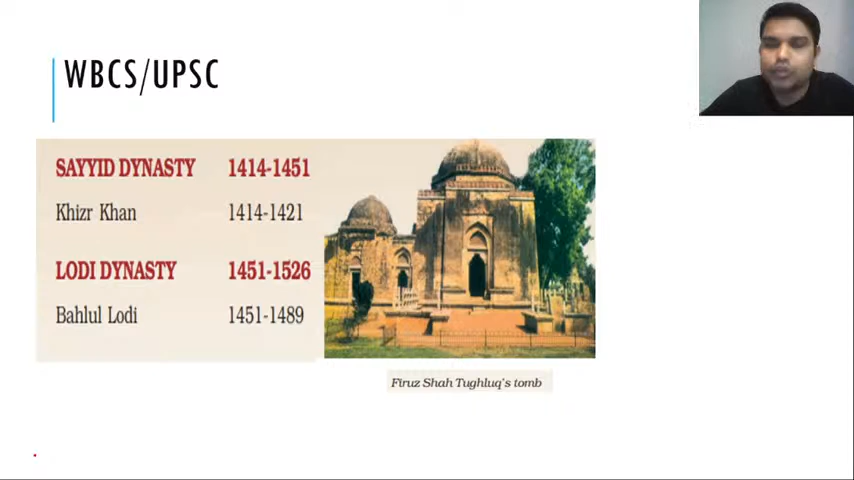 WBCS/UPSC
SAYYID DYNASTY 1414-1451
Khizr Khan 1414-1421
LODI DYNASTY 1451-1526
Bahlul Lodi 1451-1489
Firuz Shah Tughluq's tomb